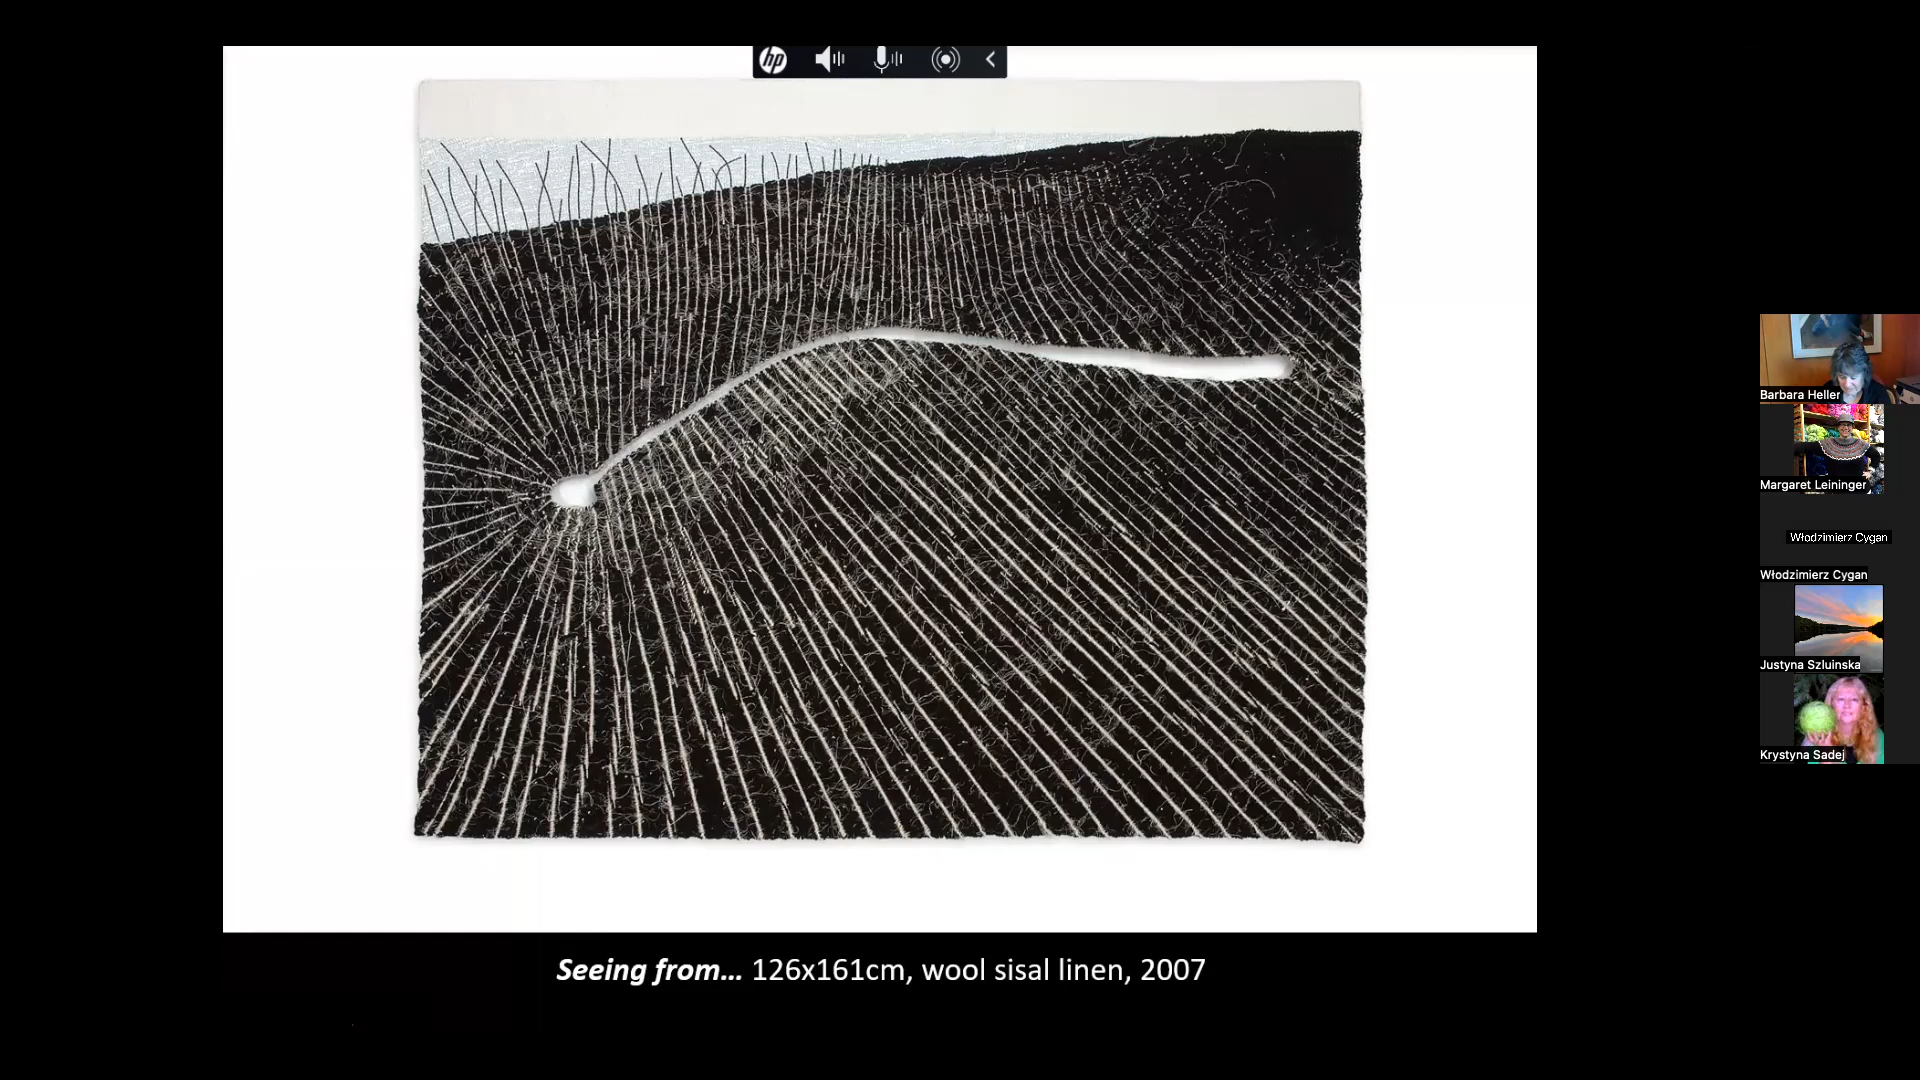 hp
Seeing from... 126x161cm, wool sisal linen, 2007
Barbara Heller
Margaret Leininger
Włodzimierz Cygan
Włodzimierz Cygan
Justyna Szluinska
Krystyna Sadej